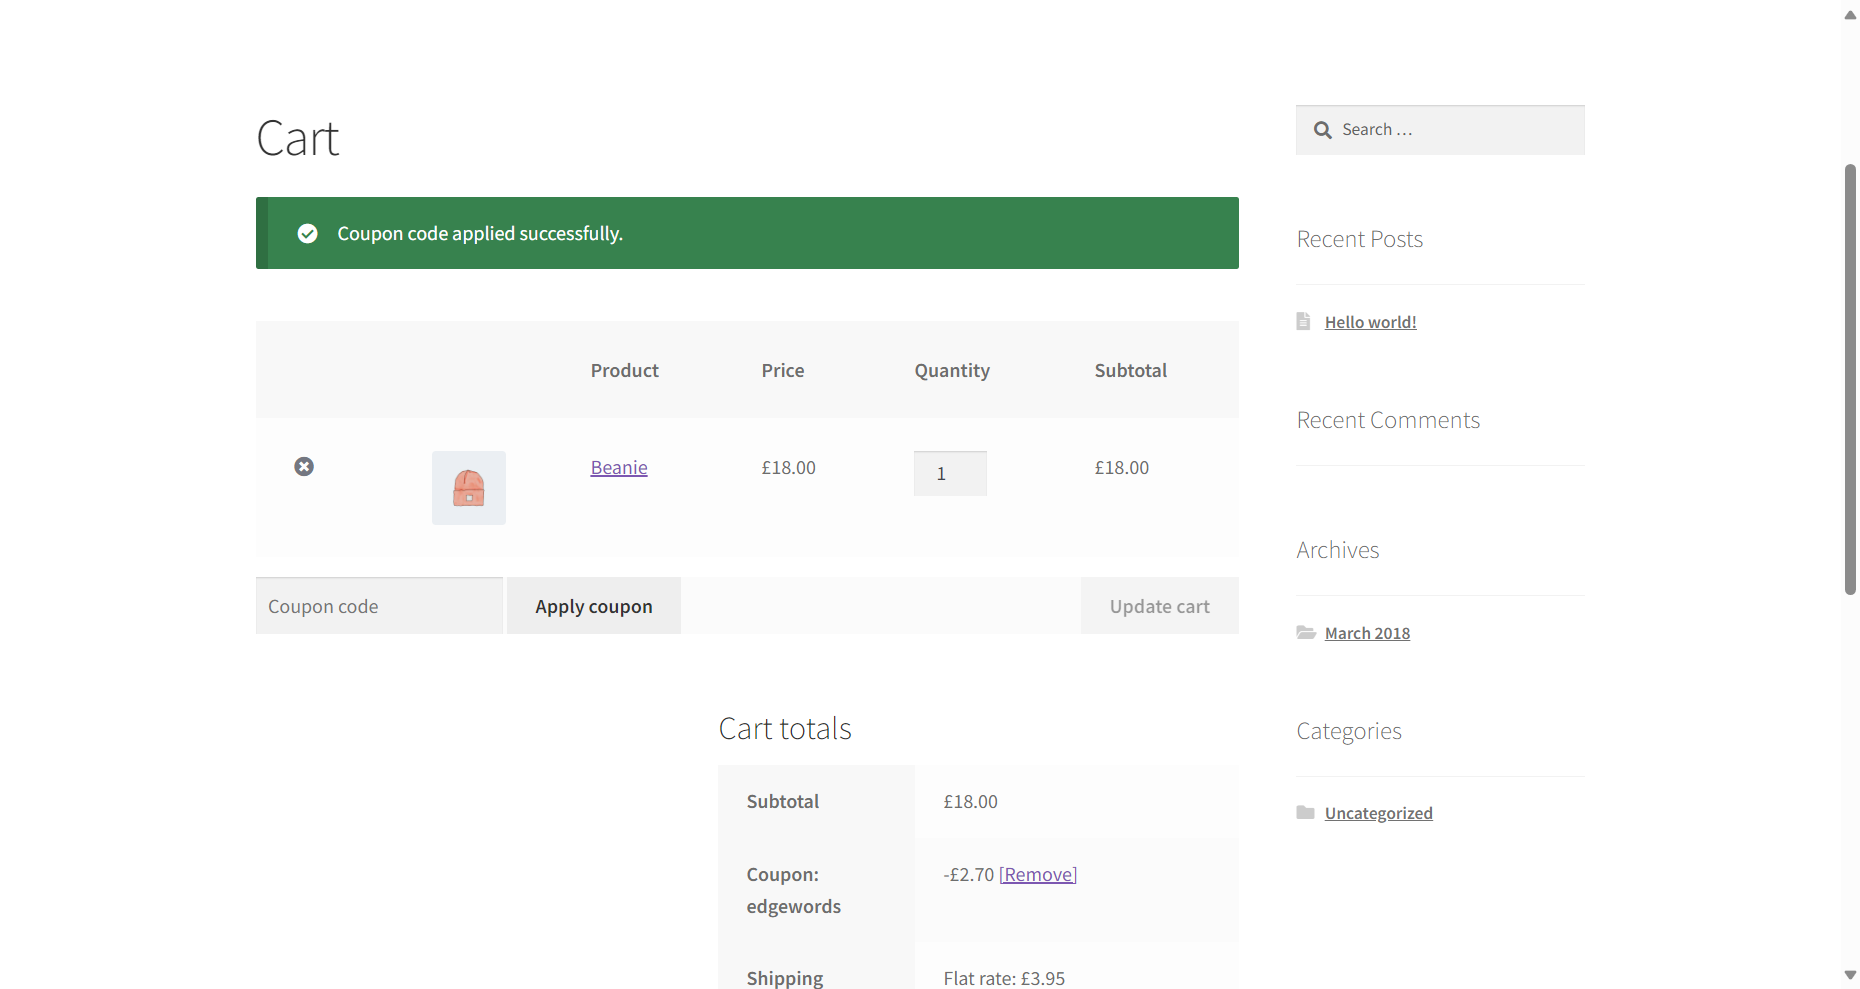 Cart
Search …
Coupon code applied successfully.
Recent Posts
Hello world!
Product Price Quantity Subtotal
Recent Comments
Beanie £18.00 1 £18.00
Archives
Coupon code Apply coupon Update cart
March 2018
Cart totals
Categories
Subtotal £18.00
Uncategorized
Coupon: edgewords -£2.70 [Remove]
Shipping Flat rate: £3.95